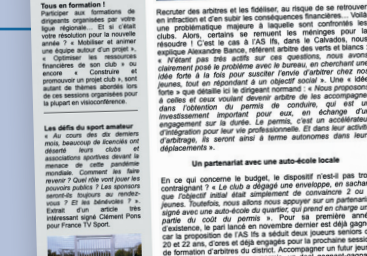 Tous en formation !
Participer aux formations de
dirigeants organisées par votre
ligue régionale... Et si c'était
votre résolution pour la nouvelle
année ? « Mobiliser et animer
une équipe autour d'un projet »,
« Optimiser les ressources
financières de son club » ou
encore « Construire et
promouvoir un projet club », sont
autant de thèmes abordés lors
de ces sessions organisées pour
la plupart en visioconférence.
Les défis du sport amateur
« Au cours des dix derniers
mois, beaucoup de licenciés ont
déserté leurs clubs et
associations sportives devant la
menace de cette pandémie
mondiale. Comment les faire
revenir ? Quel rôle vont jouer les
pouvoirs publics ? Les sponsors
seront-ils toujours au rendez-
vous ? Et les bénévoles ? ».
Extrait d'un article très
intéressant signé Clément Pons
pour France TV Sport.
Recruter des arbitres et les fidéliser, au risque de se retrouver
en infraction et d'en subir les conséquences financières... Voilà
une problématique majeure à laquelle sont confrontés les
clubs. Alors, certains se remuent les méninges pour la
résoudre ! C'est le cas à l'AS Ifs, dans le Calvados, nous
explique Alexandre Bance, référent arbitre des verts et blancs :
« N'étant pas très actifs sur ces questions, nous avons
clairement posé le problème avec le bureau, en cherchant une
idée forte à la fois pour susciter l'envie d'arbitrer chez nos
jeunes, tout en répondant à un objectif social ». Une « idée
forte » que détaille ici le dirigeant normand : « Nous proposons
à celles et ceux voulant devenir arbitre de les accompagner
dans l'obtention du permis de conduire, qui est un
investissement important pour eux, en échange d'un
engagement sur la durée. Le permis, c'est un accélérateur
d'intégration pour leur vie professionnelle. Et dans leur activité
d'arbitrage, ils seront ainsi à terme autonomes dans leurs
déplacements ».
Un partenariat avec une auto-école locale
En ce qui concerne le budget, le dispositif n'est-il pas trop
contraignant ? « Le club a dégagé une enveloppe, en sachant
que l'objectif initial était simplement de convaincre 2 ou 3
jeunes. Toutefois, nous allons nous appuyer sur un partenariat
signé avec une auto-école du quartier, qui prend en charge une
partie du coût du permis ». Pour sa première année
d'existence, le pari lancé en novembre dernier est déjà gagné
car la proposition de l'AS Ifs a séduit deux joueurs seniors de
20 et 22 ans, d'ores et déjà engagés pour la prochaine session
de formation d'arbitres du district. Accompagner un futur